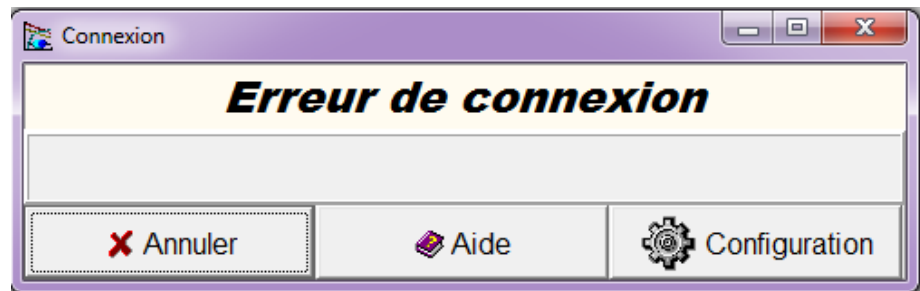 Connexion
Erreur de connexion
Annuler Aide Configuration